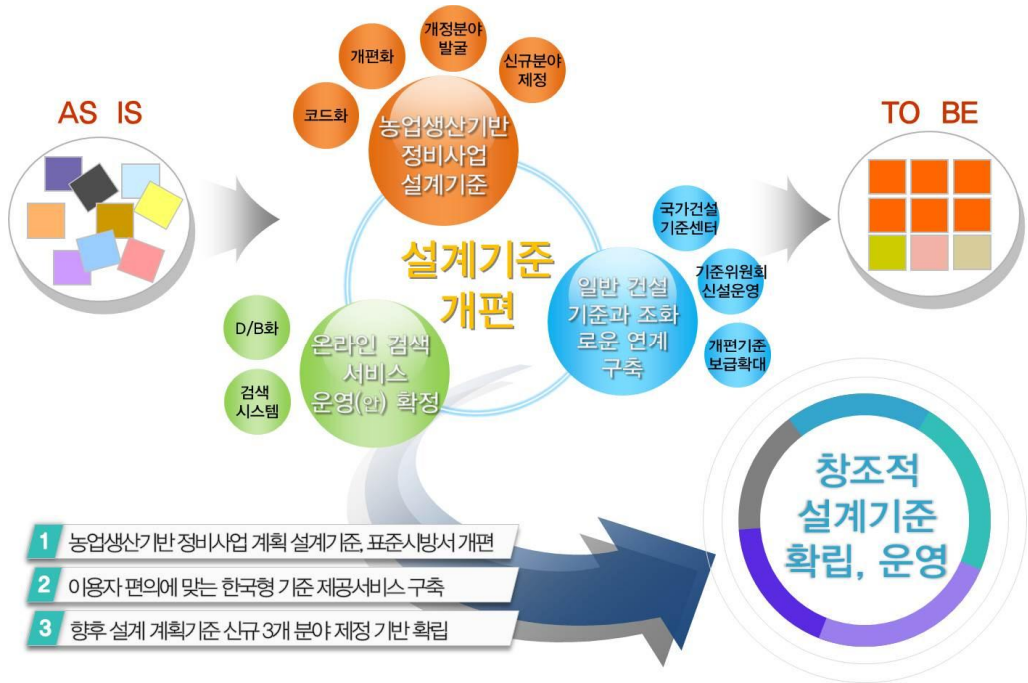 AS IS
코드화
개편화
개정분야
발굴
신규분야
제정
농업생산기반
정비사업
설계기준
TO BE
설계기준
개편
국가건설
기준센터
기준위원회
신설운영
개편기준
보급확대
일반 건설
기준과 조화
로운 연계
구축
D/B화
검색
시스템
온라인 검색
서비스
운영(안) 확정
창조적
설계기준
확립, 운영
1 농업생산기반 정비사업 계획 설계기준, 표준시방서 개편
2 이용자 편의에 맞는 한국형 기준 제공서비스 구축
3 향후 설계 계획기준 신규 3개 분야 제정 기반 확립